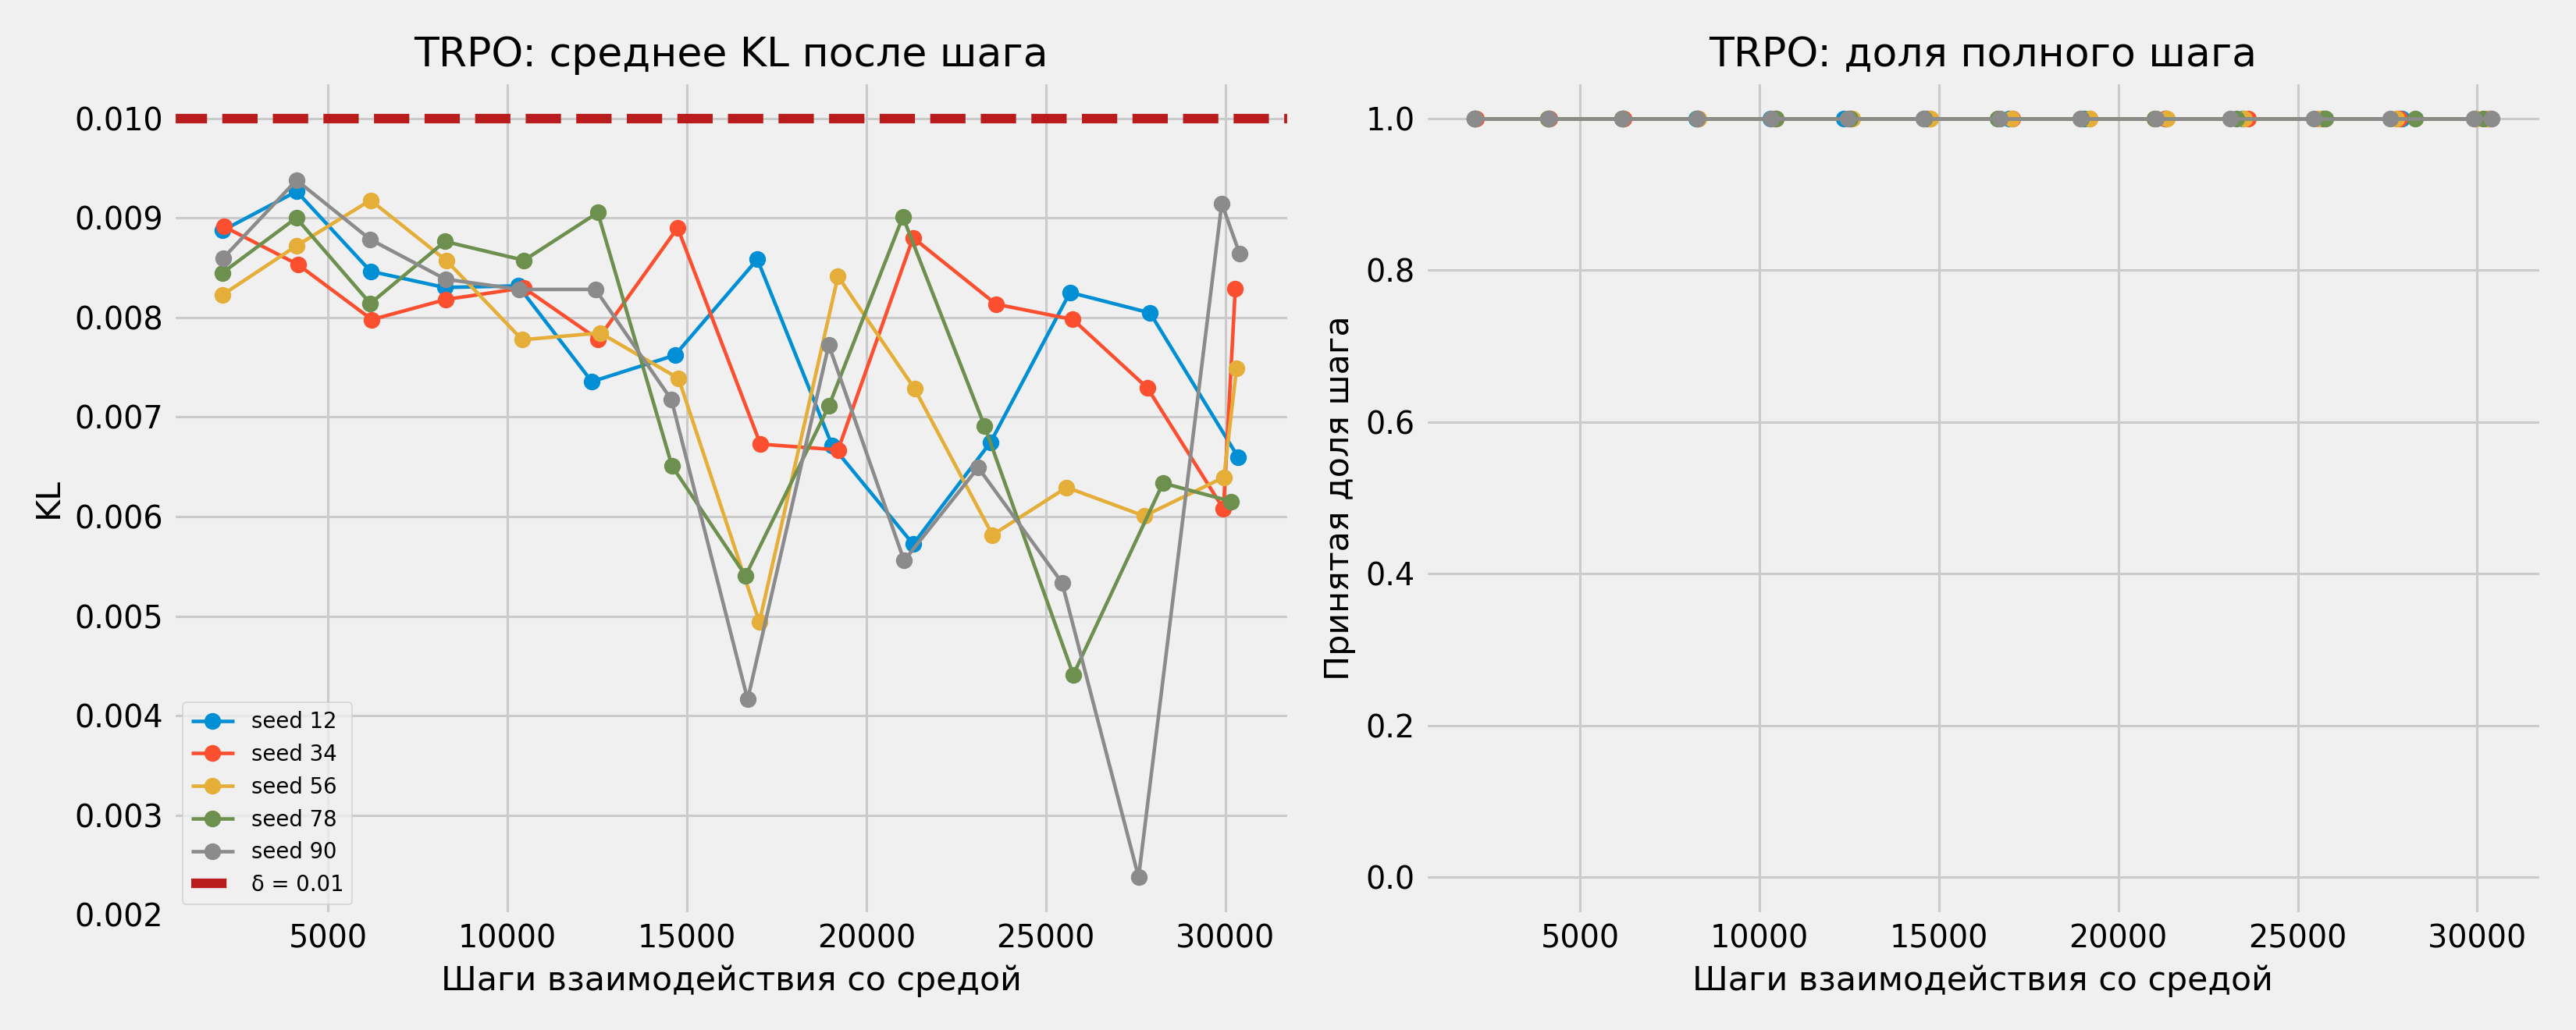 TRPO: среднее KL после шага
KL
0.010
0.009
0.008
0.007
0.006
0.005
0.004
0.003
0.002
seed 12
seed 34
seed 56
seed 78
seed 90
δ = 0.01
5000 10000 15000 20000 25000 30000
Шаги взаимодействия со средой
TRPO: доля полного шага
Принятая доля шага
1.0
0.8
0.6
0.4
0.2
0.0
5000 10000 15000 20000 25000 30000
Шаги взаимодействия со средой